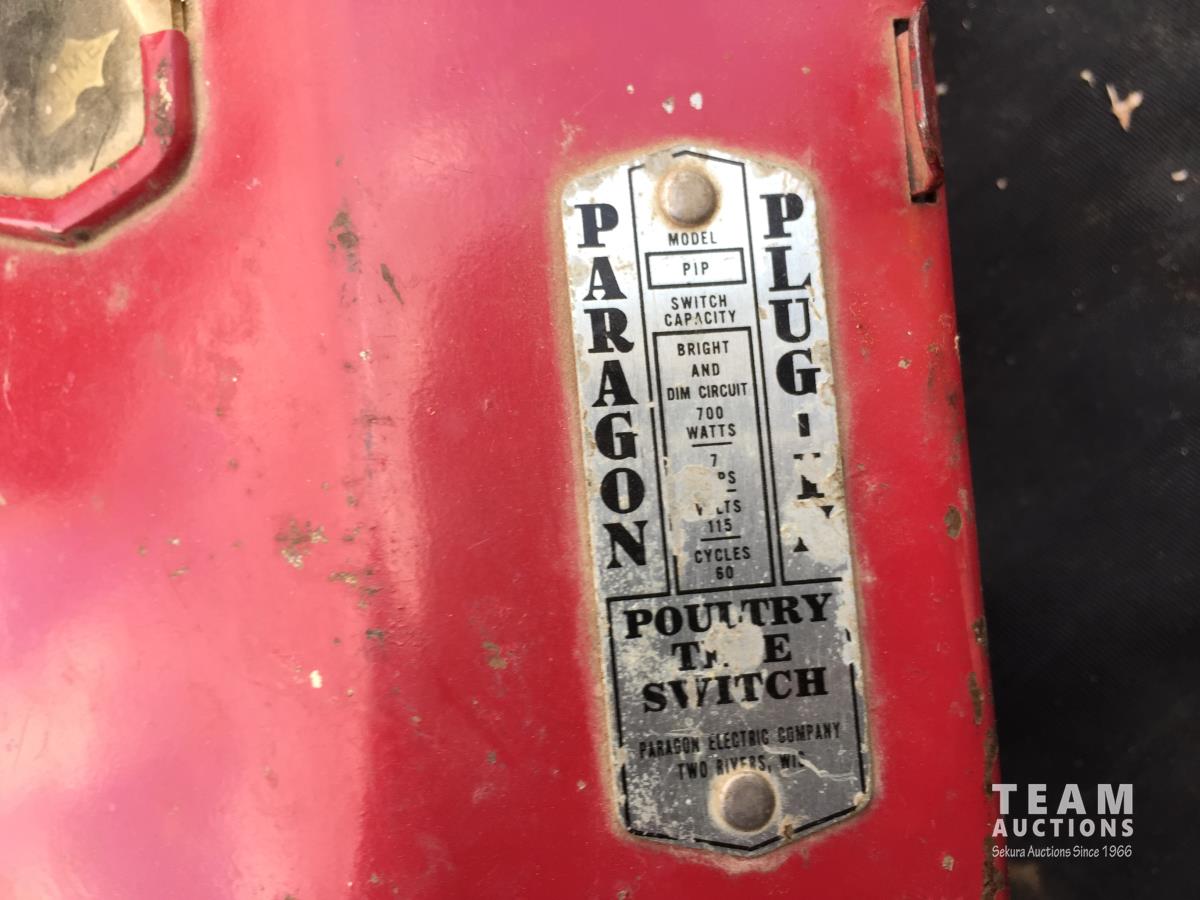 PARAGON
MODEL
PIP
SWITCH
CAPACITY
BRIGHT
AND
DIM CIRCUIT
700
WATTS
7
115
CYCLES
60
PLUG
POULTRY
SWITCH
PARAGON ELECTRIC COMPANY
TWO RIVERS, WIS
TEAM
AUCTIONS
Sekura Auctions Since 1966